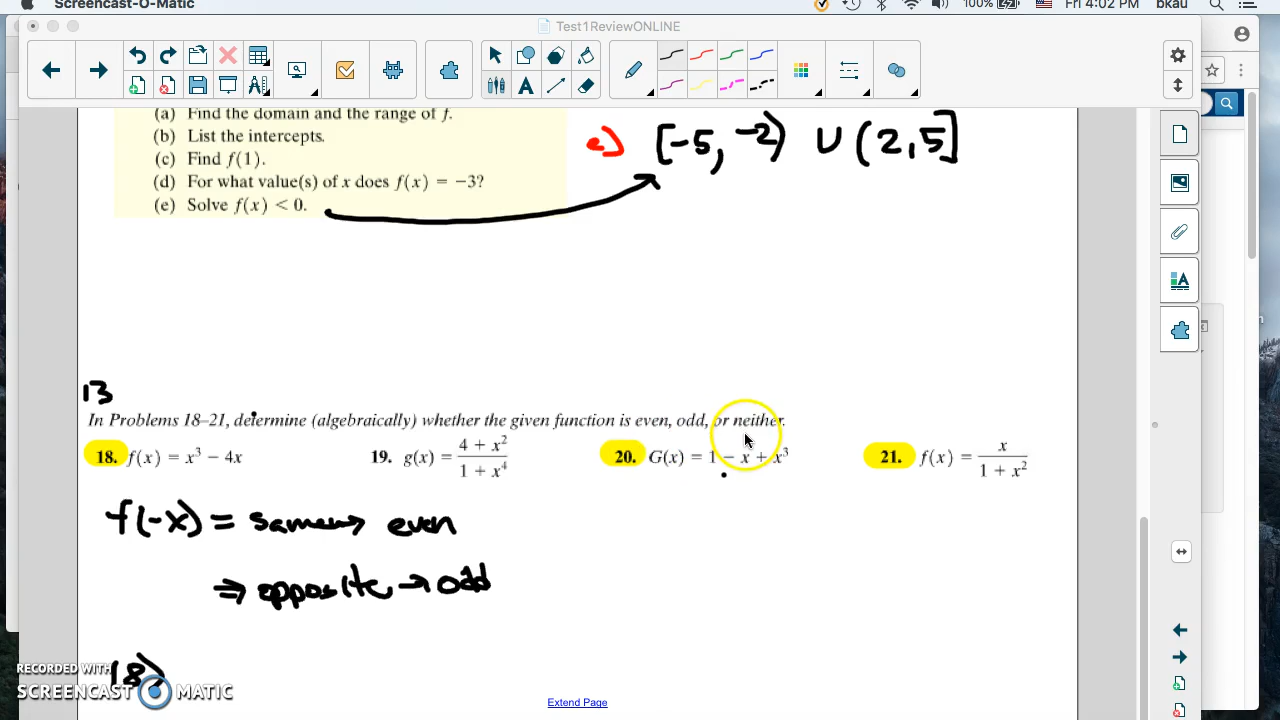 Screencast-O-Matic
100%
Fri 4:02 PM bkau
Test1ReviewONLINE
(a) Find the domain and the range of f.
(b) List the intercepts.
(c) Find f(1).
(d) For what value(s) of x does f(x) = −3?
(e) Solve f(x) < 0.
e) [-5, -2) ∪ (2, 5]
13
In Problems 18–21, determine (algebraically) whether the given function is even, odd, or neither.
18. f(x) = x³ − 4x
19. g(x) = (4 + x²)/(1 + x⁴)
20. G(x) = 1 − x + x³
21. f(x) = x/(1 + x²)
f(-x) = same → even
⇒ opposite → odd
18)
RECORDED WITH
SCREENCAST O MATIC
Extend Page